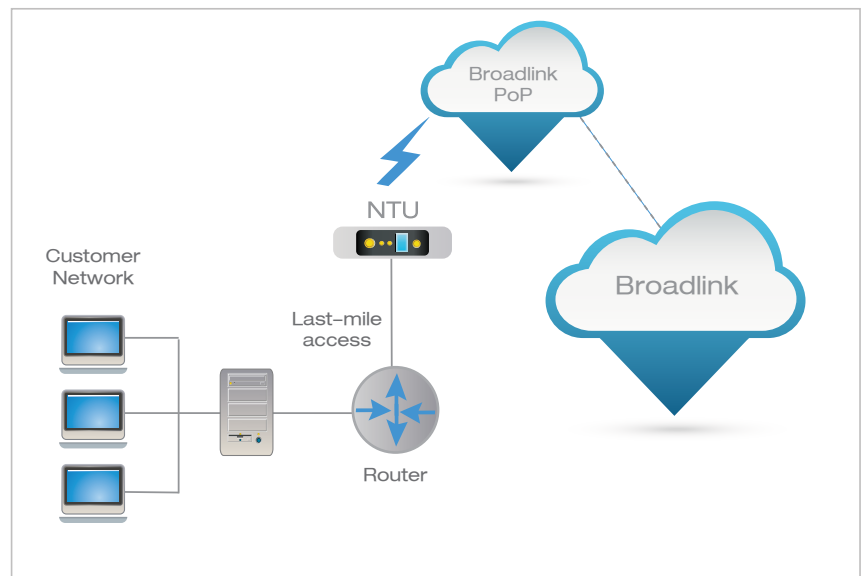 Broadlink
PoP
NTU
Customer
Network
Broadlink
Last-mile
access
Router